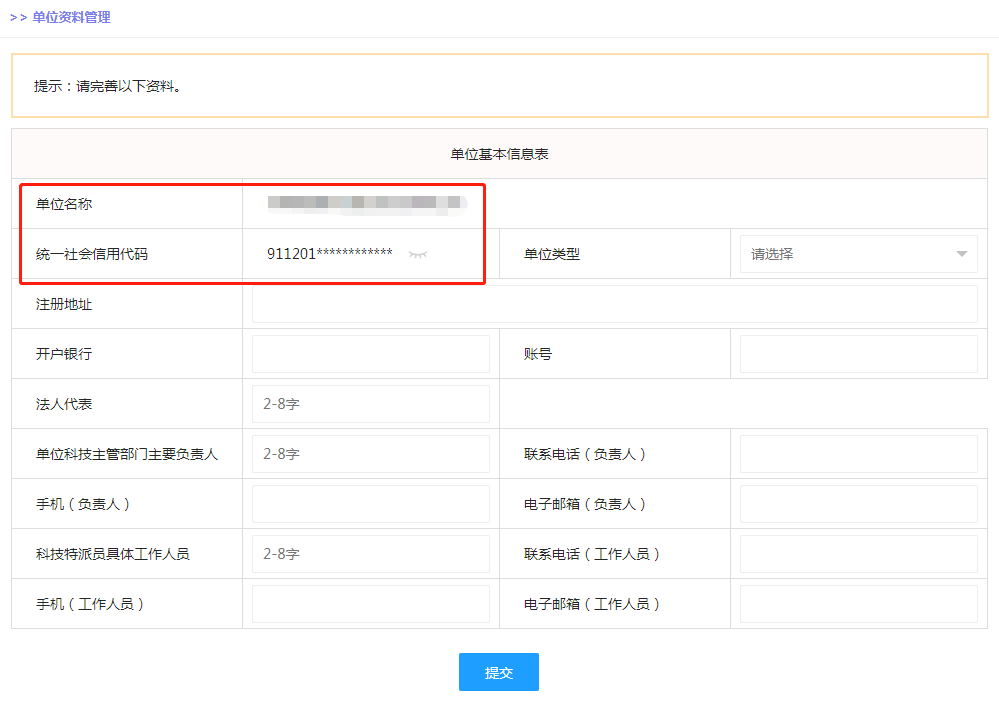 >> 单位资料管理
提示：请完善以下资料。
单位基本信息表
单位名称
统一社会信用代码 911201************ 单位类型 请选择
注册地址
开户银行 账号
法人代表 2-8字
单位科技主管部门主要负责人 2-8字 联系电话（负责人）
手机（负责人） 电子邮箱（负责人）
科技特派员具体工作人员 2-8字 联系电话（工作人员）
手机（工作人员） 电子邮箱（工作人员）
提交